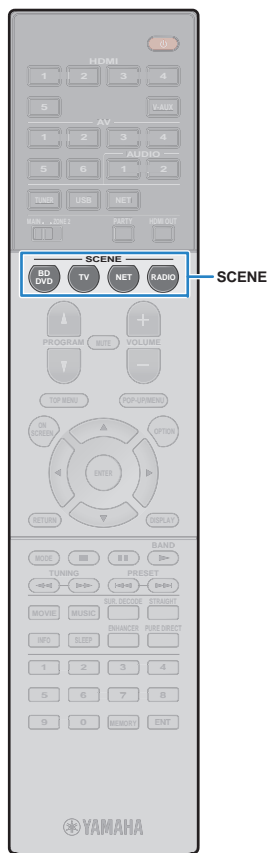 HDMI
1 2 3 4
5 V-AUX
AV
1 2 3 4
AUDIO
5 6 1 2
TUNER USB NET
MAIN ZONE2 PARTY HDMI OUT
SCENE
BD DVD TV NET RADIO
SCENE
PROGRAM MUTE VOLUME
TOP MENU POP-UP/MENU
ON SCREEN OPTION
ENTER
RETURN DISPLAY
BAND
MODE
TUNING PRESET
SUR. DECODE STRAIGHT
MOVIE MUSIC
ENHANCER PURE DIRECT
INFO SLEEP
1 2 3 4
5 6 7 8
9 0 MEMORY ENT
YAMAHA